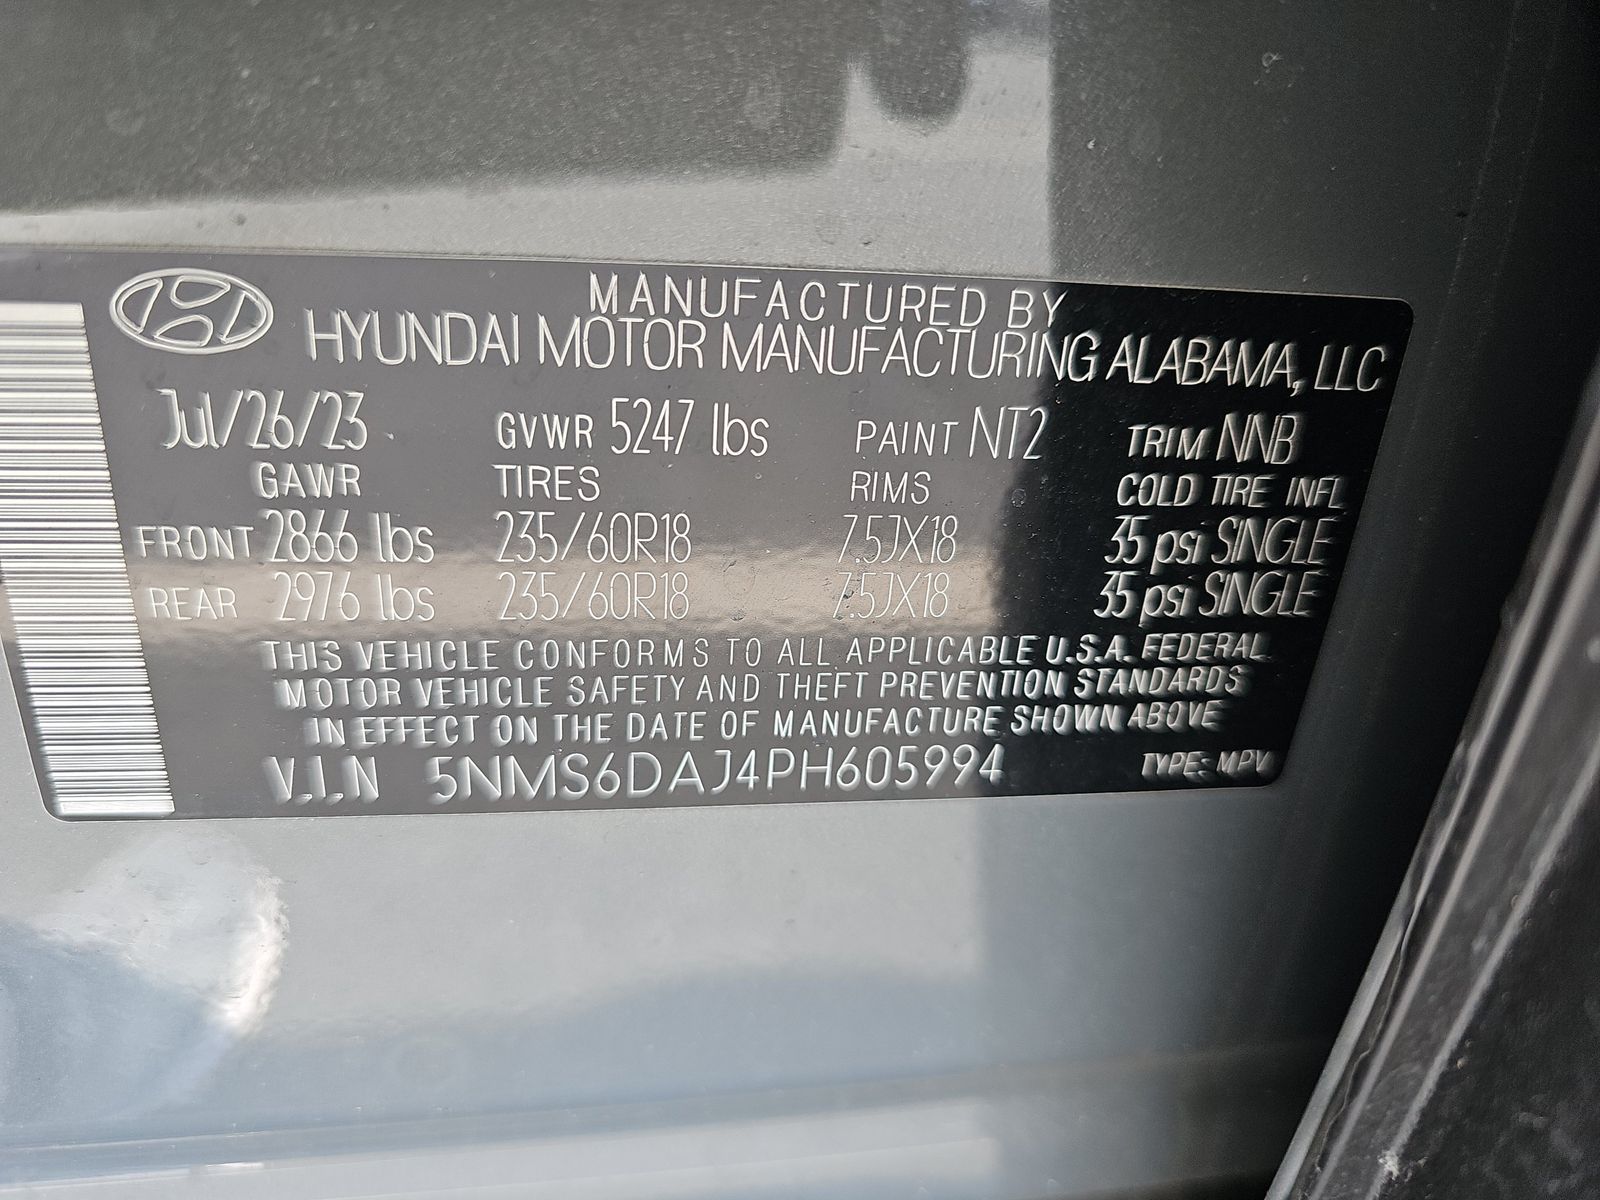 MANUFACTURED BY
HYUNDAI MOTOR MANUFACTURING ALABAMA, LLC
Jul/26/23 GVWR 5247 lbs PAINT NT2 TRIM NNB
GAWR TIRES RIMS COLD TIRE INFL
FRONT 2866 lbs 235/60R18 7.5JX18 35 psi SINGLE
REAR 2976 lbs 235/60R18 7.5JX18 35 psi SINGLE
THIS VEHICLE CONFORMS TO ALL APPLICABLE U.S.A. FEDERAL
MOTOR VEHICLE SAFETY AND THEFT PREVENTION STANDARDS
IN EFFECT ON THE DATE OF MANUFACTURE SHOWN ABOVE
V.I.N 5NMS6DAJ4PH605994 TYPE: MPV